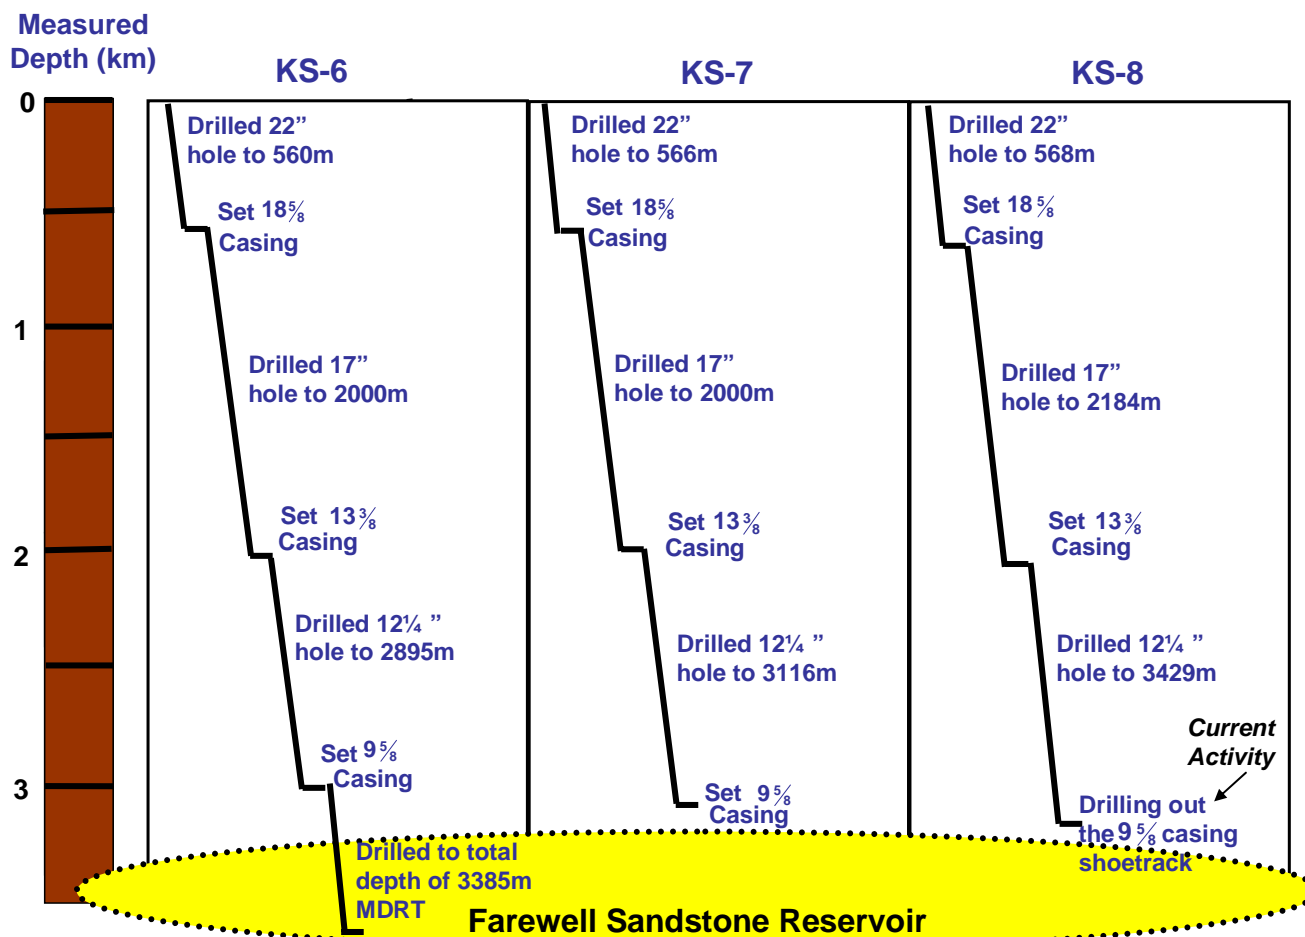 Measured
Depth (km)
KS-6
KS-7
KS-8
0
1
2
3
Drilled 22”
hole to 560m
Set 18⅝
Casing
Drilled 17”
hole to 2000m
Set 13⅜
Casing
Drilled 12¼ ”
hole to 2895m
Set 9⅝
Casing
Drilled to total
depth of 3385m
MDRT
Drilled 22”
hole to 566m
Set 18⅝
Casing
Drilled 17”
hole to 2000m
Set 13⅜
Casing
Drilled 12¼ ”
hole to 3116m
Set 9⅝
Casing
Drilled 22”
hole to 568m
Set 18⅝
Casing
Drilled 17”
hole to 2184m
Set 13⅜
Casing
Drilled 12¼ ”
hole to 3429m
Current
Activity
Drilling out
the 9⅝ casing
shoetrack
Farewell Sandstone Reservoir